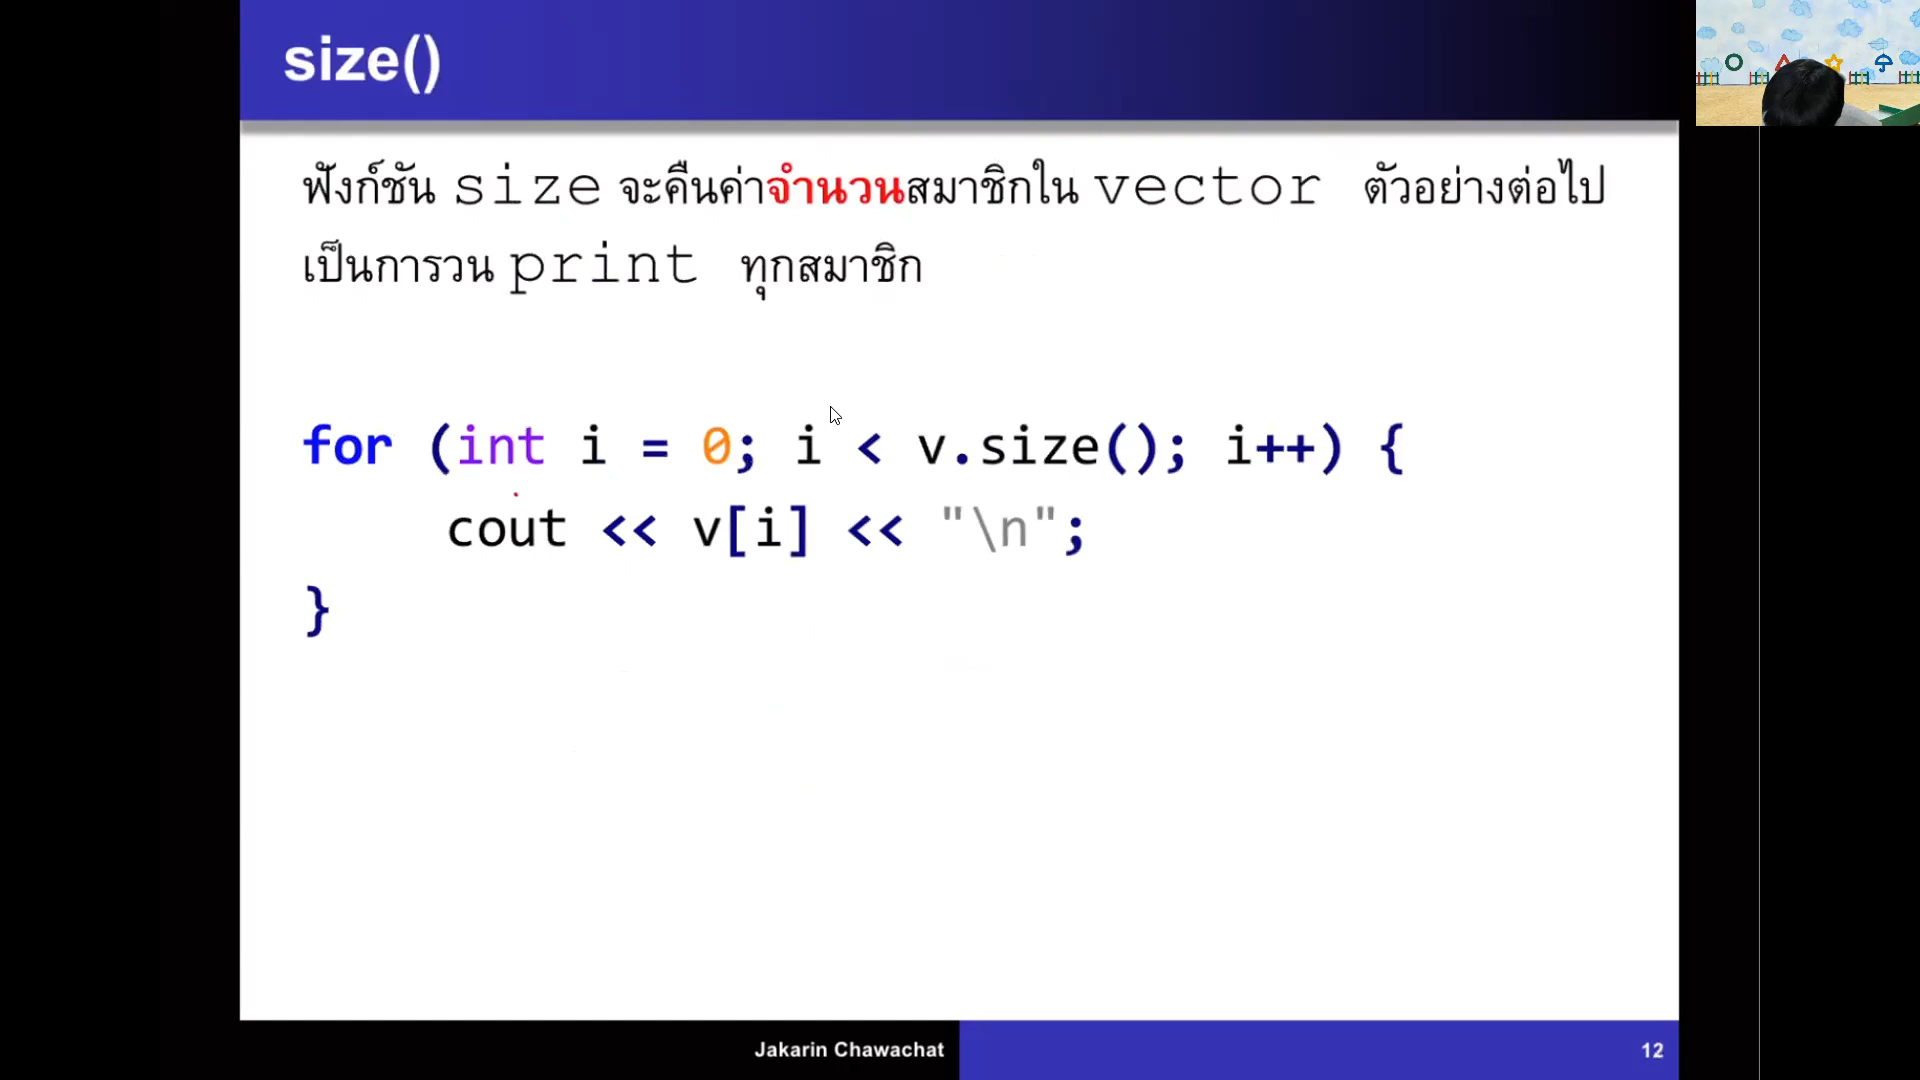 size()
ฟังก์ชัน size จะคืนค่าจำนวนสมาชิกใน vector ตัวอย่างต่อไป
เป็นการวน print ทุกสมาชิก
for (int i = 0; i < v.size(); i++) {
cout << v[i] << "\n";
}
Jakarin Chawachat
12